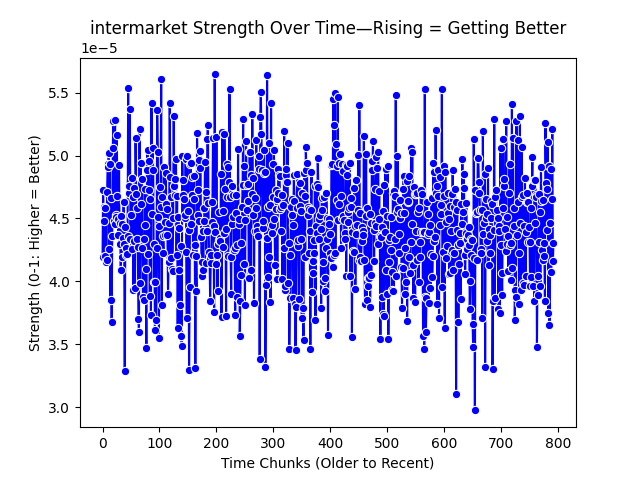 intermarket Strength Over Time—Rising = Getting Better
1e−5
Strength (0-1: Higher = Better)
5.5
5.0
4.5
4.0
3.5
3.0
0 100 200 300 400 500 600 700 800
Time Chunks (Older to Recent)